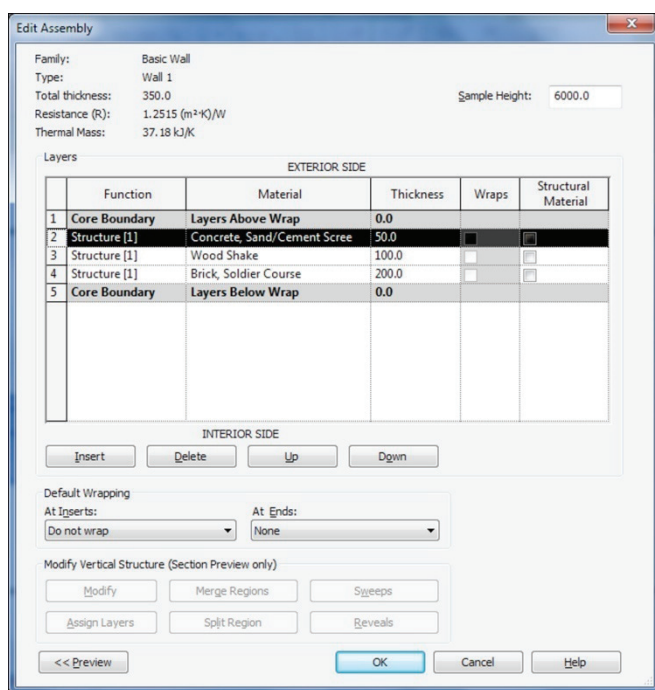 Edit Assembly
Family: Basic Wall
Type: Wall 1
Total thickness: 350.0 Sample Height: 6000.0
Resistance (R): 1.2515 (m²·K)/W
Thermal Mass: 37.18 kJ/K
Layers
EXTERIOR SIDE
Function Material Thickness Wraps Structural Material
1 Core Boundary Layers Above Wrap 0.0
2 Structure [1] Concrete, Sand/Cement Scree 50.0
3 Structure [1] Wood Shake 100.0
4 Structure [1] Brick, Soldier Course 200.0
5 Core Boundary Layers Below Wrap 0.0
INTERIOR SIDE
Insert Delete Up Down
Default Wrapping
At Inserts: At Ends:
Do not wrap None
Modify Vertical Structure (Section Preview only)
Modify Merge Regions Sweeps
Assign Layers Split Region Reveals
<< Preview OK Cancel Help